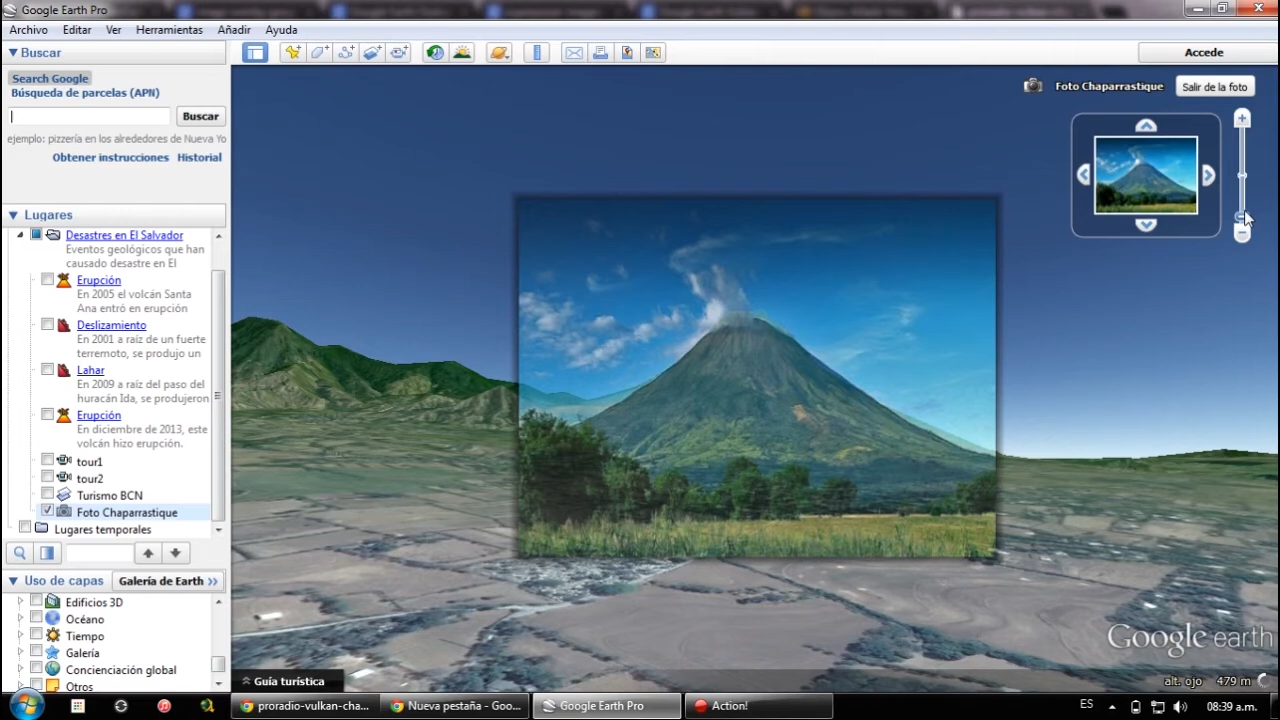 Google Earth Pro
Archivo Editar Ver Herramientas Añadir Ayuda
Buscar
Accede
Search Google
Búsqueda de parcelas (APN)
Buscar
ejemplo: pizzería en los alrededores de Nueva Yo
Obtener instrucciones Historial
Foto Chaparrastique Salir de la foto
Lugares
Desastres en El Salvador
Eventos geológicos que han
causado desastre en El
Erupción
En 2005 el volcán Santa
Ana entró en erupción
Deslizamiento
En 2001 a raíz de un fuerte
terremoto, se produjo un
Lahar
En 2009 a raíz del paso del
huracán Ida, se produjeron
Erupción
En diciembre de 2013, este
volcán hizo erupción.
tour1
tour2
Turismo BCN
Foto Chaparrastique
Lugares temporales
Uso de capas Galería de Earth >>
Edificios 3D
Océano
Tiempo
Galería
Concienciación global
Otros
Google earth
Guía turística
alt. ojo 479 m
proradio-vulkan-cha...
Nueva pestaña - Goo...
Google Earth Pro
Action!
ES
08:39 a.m.